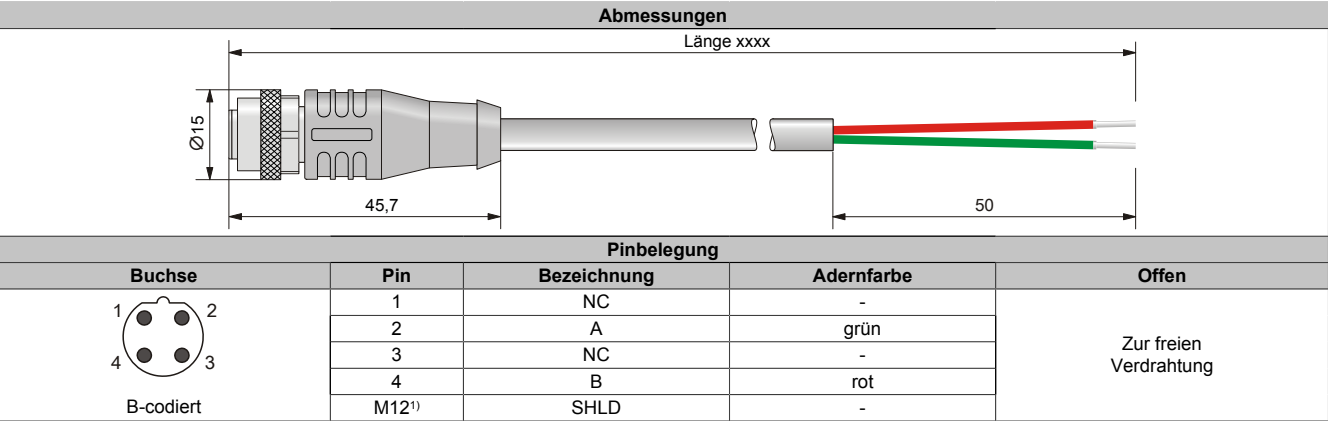 Abmessungen
Länge xxxx
Ø15
45,7
50
Pinbelegung
Buchse Pin Bezeichnung Adernfarbe Offen
1 2
4 3
B-codiert
1 NC -
2 A grün
3 NC -
4 B rot
M12¹⁾ SHLD -
Zur freien
Verdrahtung